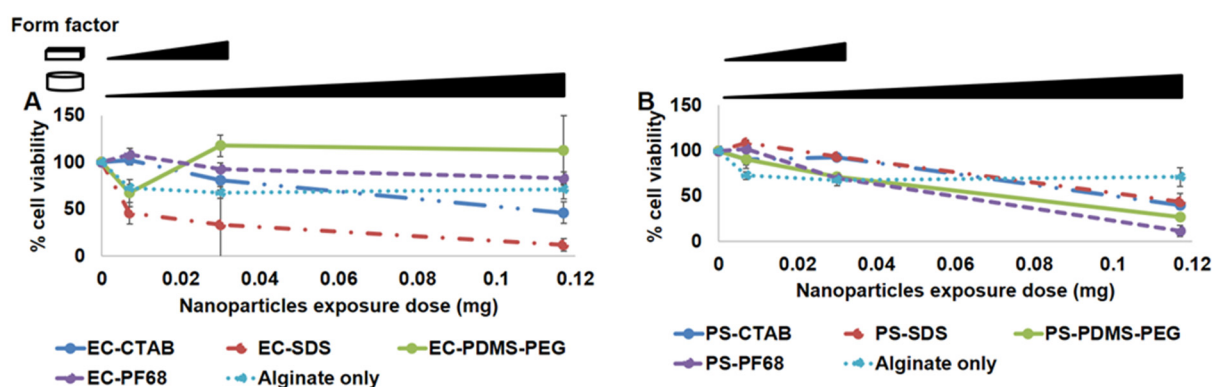 Form factor
A
150
100
50
0
% cell viability
0 0.02 0.04 0.06 0.08 0.1 0.12
Nanoparticles exposure dose (mg)
EC-CTAB EC-SDS EC-PDMS-PEG
EC-PF68 Alginate only
B
150
100
50
0
% cell viability
0 0.02 0.04 0.06 0.08 0.1 0.12
Nanoparticles exposure dose (mg)
PS-CTAB PS-SDS PS-PDMS-PEG
PS-PF68 Alginate only